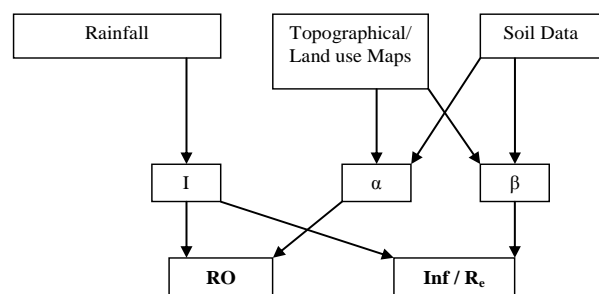 Rainfall
Topographical/
Land use Maps
Soil Data
I
α
β
RO
Inf / Re